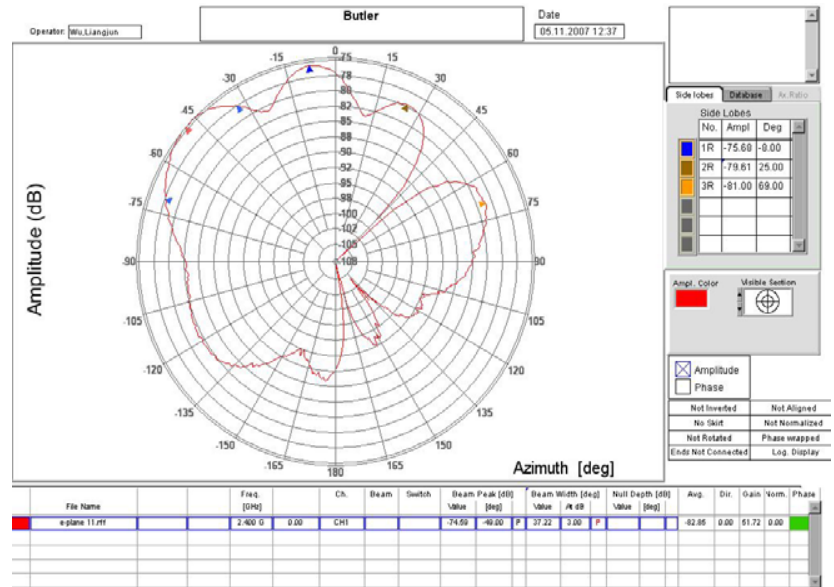 Butler
Operator: Wu,Liangjun
Date
05.11.2007 12:37
Amplitude (dB)
0
15
30
45
60
75
90
105
120
135
150
180
-150
-135
-120
-105
-90
-75
-60
-45
-30
-15
-75
-78
-82
-85
-88
-90
-92
-95
-98
-100
-102
-105
-108
Azimuth [deg]
Side lobes Database Ax.Ratio
Side Lobes
No. Ampl Deg
1R -75.68 -8.00
2R -79.61 25.00
3R -81.00 69.00
Ampl. Color Visible Section
Amplitude
Phase
Not Inverted Not Aligned
No Skirt Not Normalized
Not Rotated Phase wrapped
Ends Not Connected Log. Display
File Name Freq. [GHz] Ch. Beam Switch Beam Peak [dB] Value [deg] Beam Width [deg] Value At dB Null Depth [dB] Value [deg] Avg. Dir. Gain Norm. Phase
e-plane 11.rff 2.400 G 0.00 CH1 -74.59 -49.00 P 37.22 3.00 P -82.85 0.00 51.72 0.00